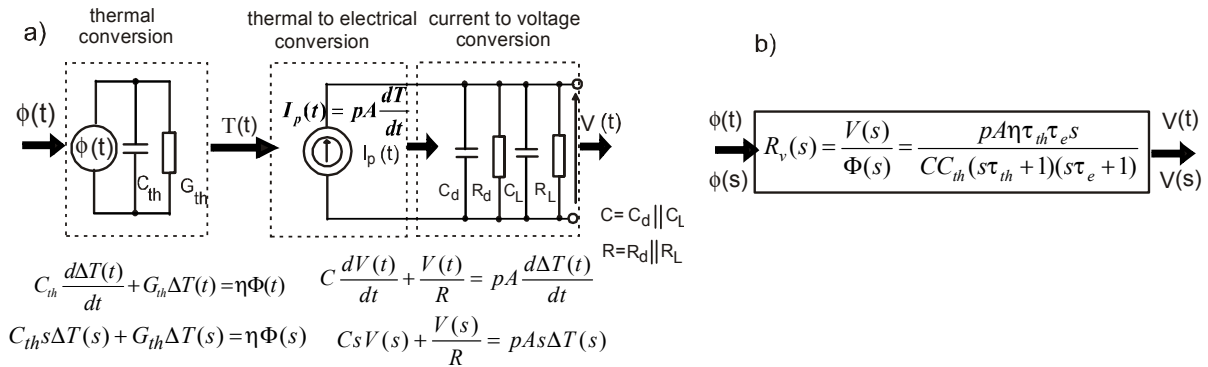 a)
thermal
conversion
thermal to electrical
conversion
current to voltage
conversion
ϕ(t)
ϕ(t)
C_th
G_th
T(t)
I_p(t) = pA dT/dt
I_p (t)
C_d
R_d
C_L
R_L
V (t)
C= C_d||C_L
R=R_d||R_L
C_th dΔT(t)/dt + G_th ΔT(t) = ηΦ(t)
C dV(t)/dt + V(t)/R = pA dΔT(t)/dt
C_th sΔT(s) + G_th ΔT(s) = ηΦ(s)
CsV(s) + V(s)/R = pAsΔT(s)
b)
ϕ(t)
ϕ(s)
R_v(s) = V(s)/Φ(s) = pAητ_thτ_e s / CC_th(sτ_th + 1)(sτ_e + 1)
V(t)
V(s)